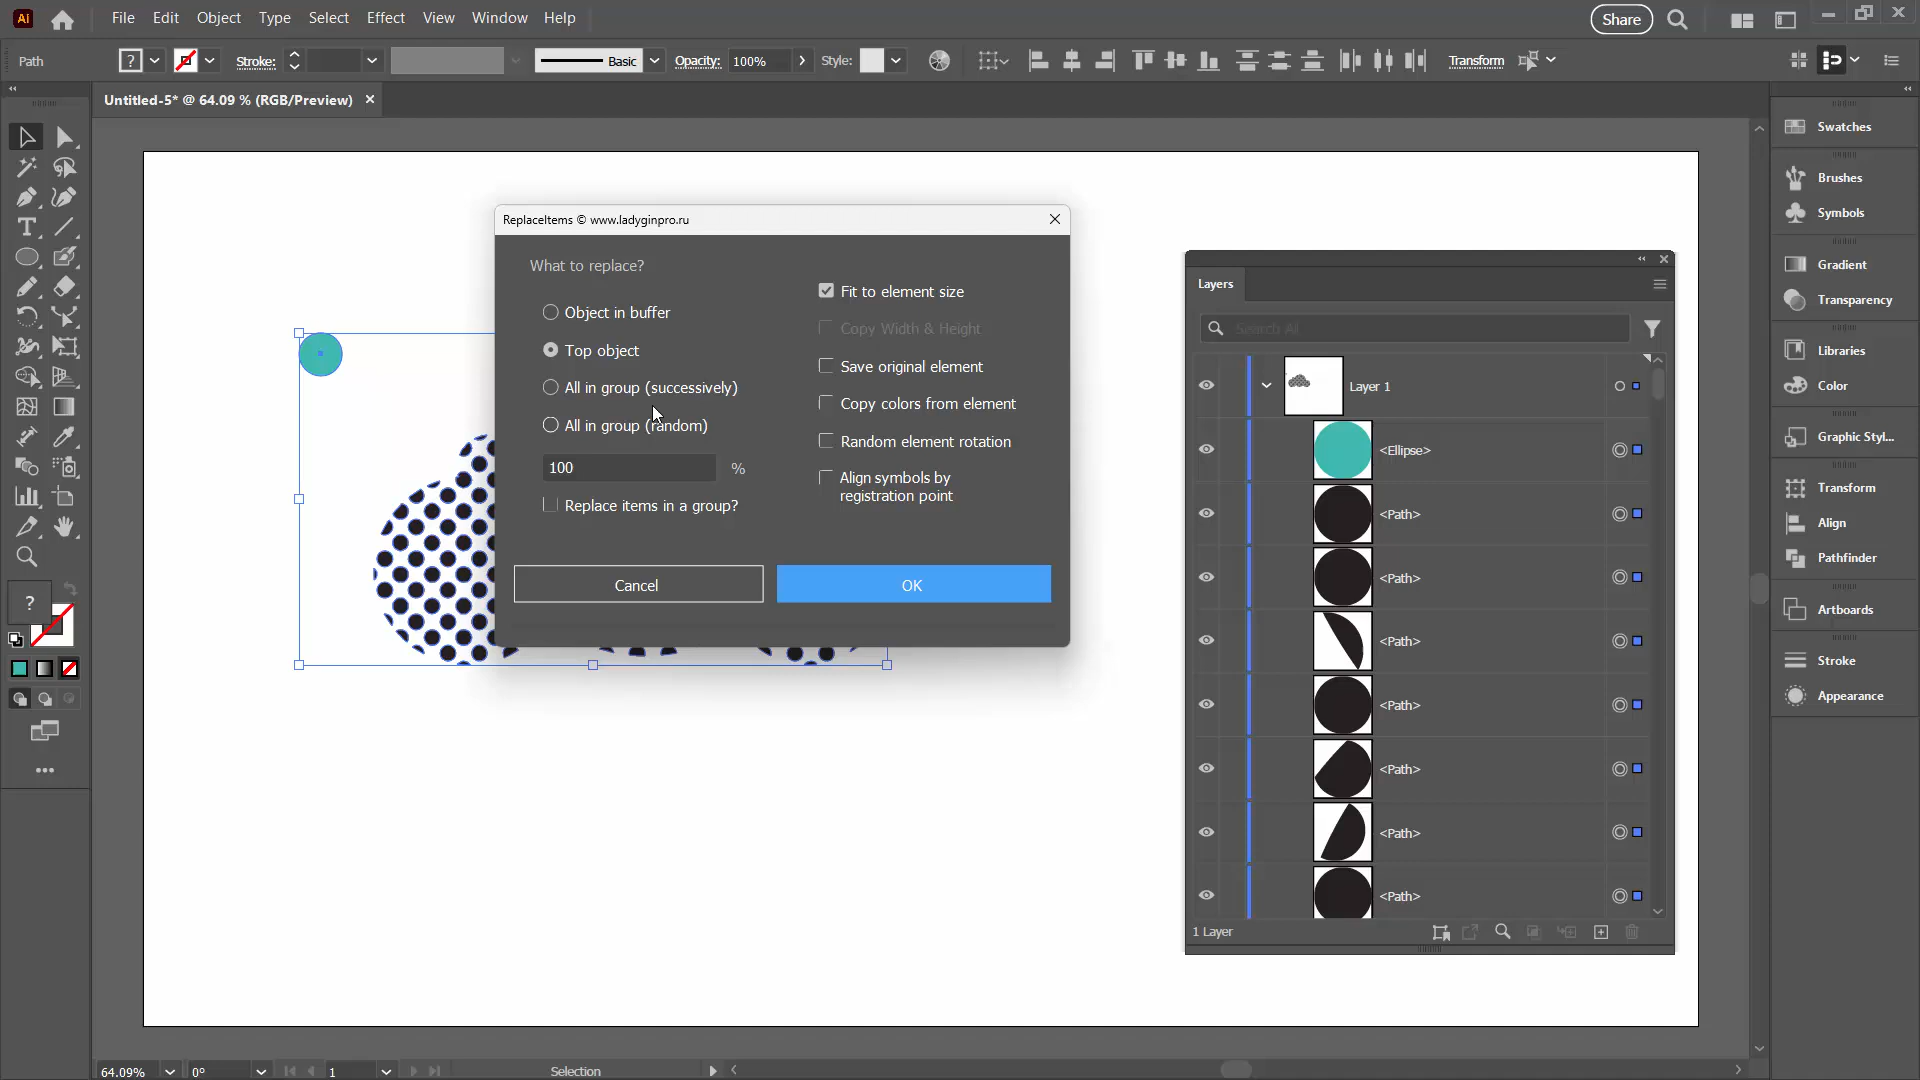 Ai File Edit Object Type Select Effect View Window Help Share
Path ? Stroke: Basic Opacity: 100% Style: Transform
Untitled-5* @ 64.09 % (RGB/Preview)
ReplaceItems © www.ladyginpro.ru
What to replace?
Object in buffer
Top object
All in group (successively)
All in group (random)
100 %
Replace items in a group?
Fit to element size
Copy Width & Height
Save original element
Copy colors from element
Random element rotation
Align symbols by
registration point
Cancel
OK
Layers
Search All
Layer 1
<Ellipse>
<Path>
<Path>
<Path>
<Path>
<Path>
<Path>
<Path>
1 Layer
Swatches
Brushes
Symbols
Gradient
Transparency
Libraries
Color
Graphic Styl...
Transform
Align
Pathfinder
Artboards
Stroke
Appearance
?
64.09% 0° 1 Selection